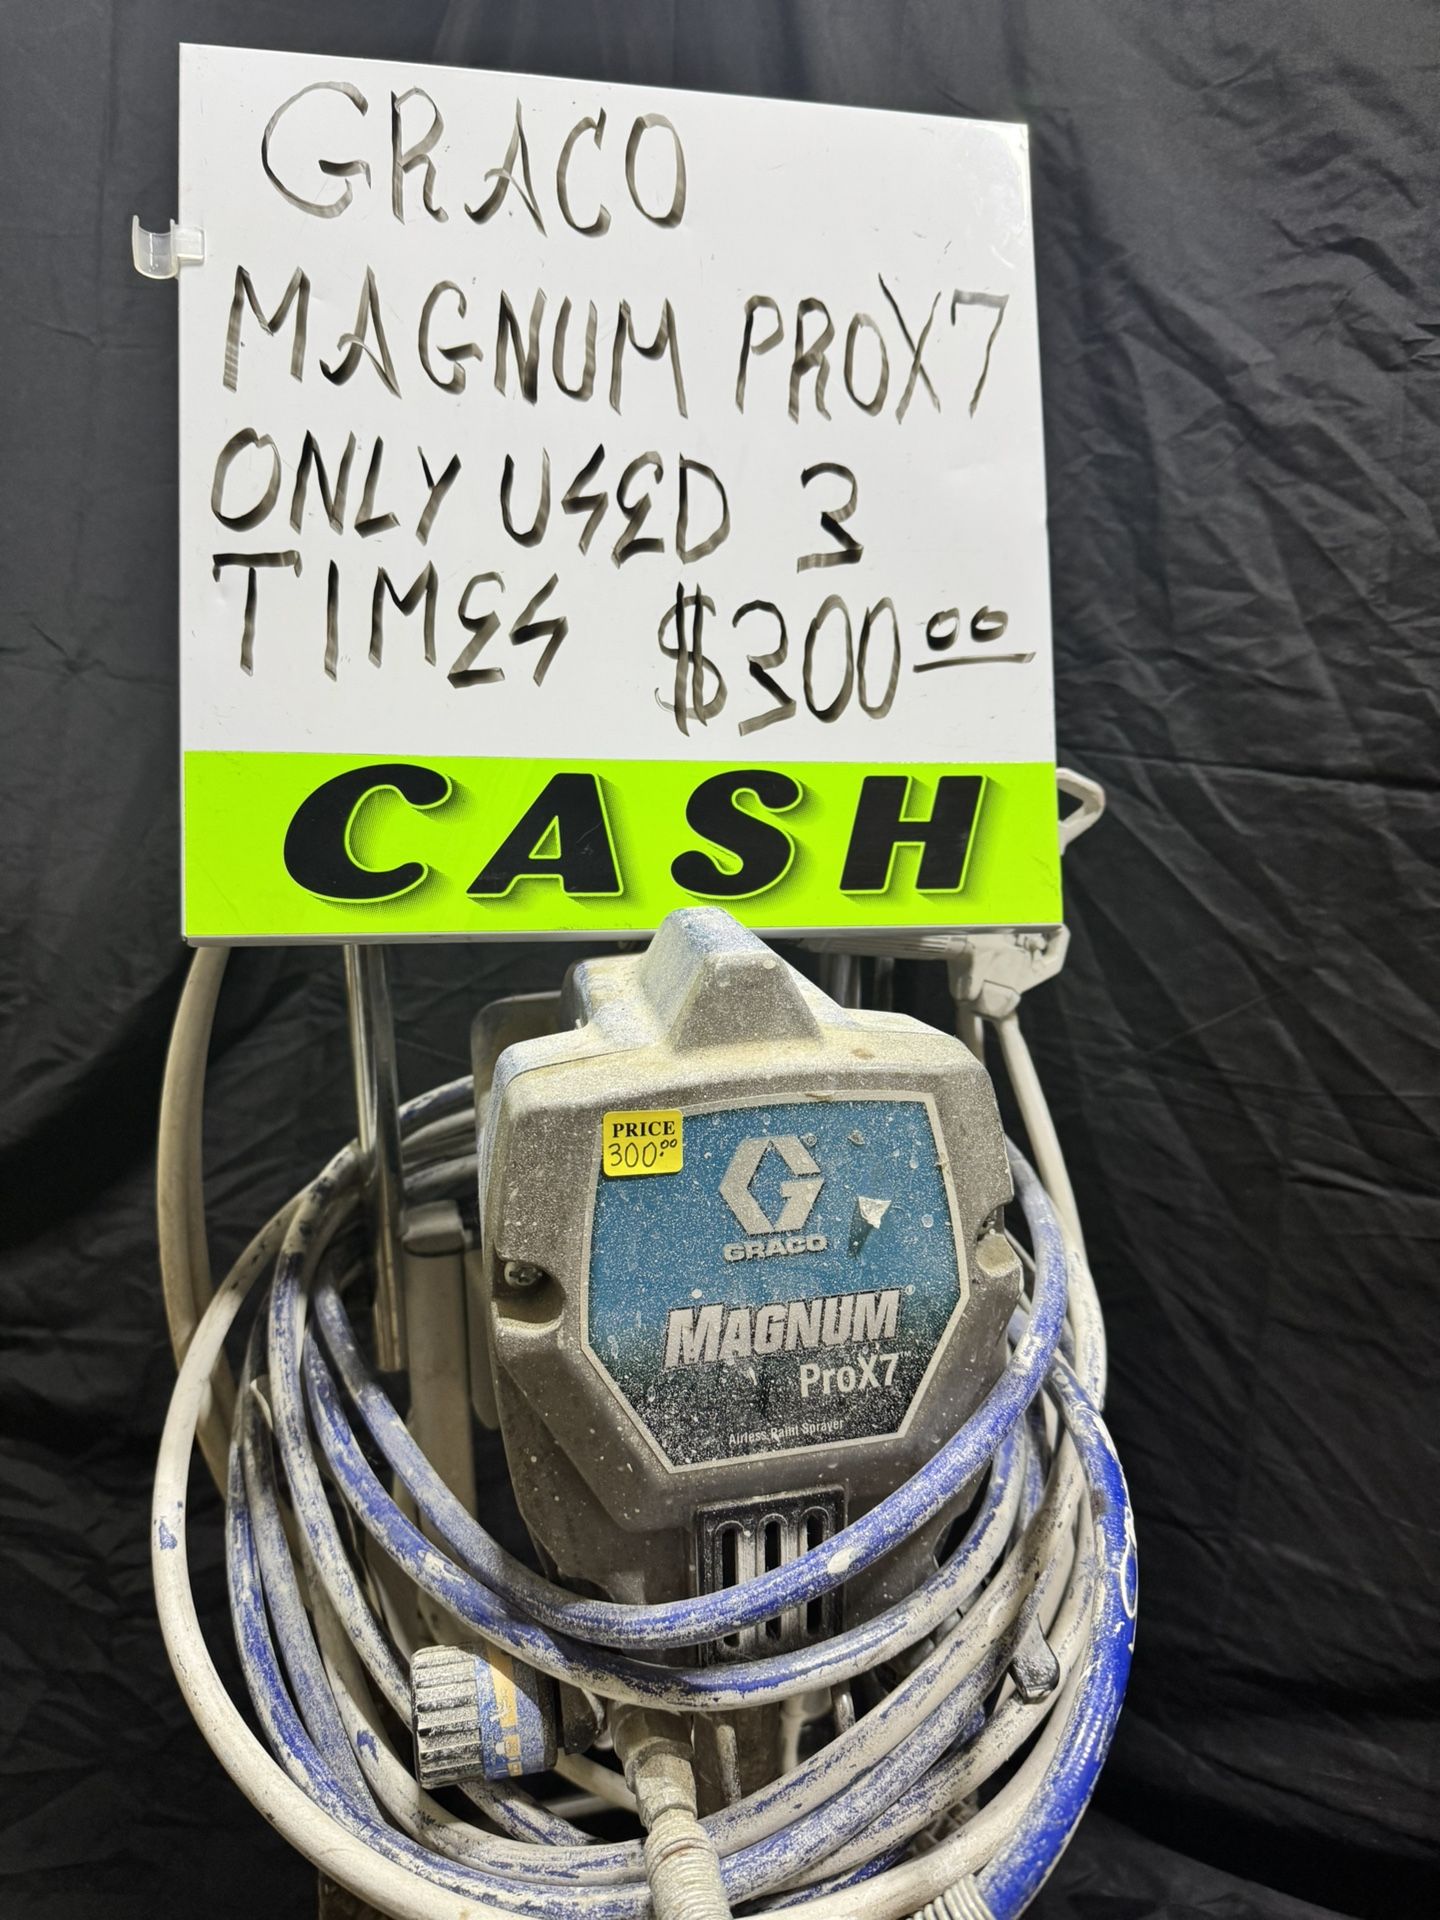 GRACO
MAGNUM PROX7
ONLY USED 3
TIMES $300.00
CASH
PRICE
300.00
G
GRACO
MAGNUM
ProX7
Airless Paint Sprayer